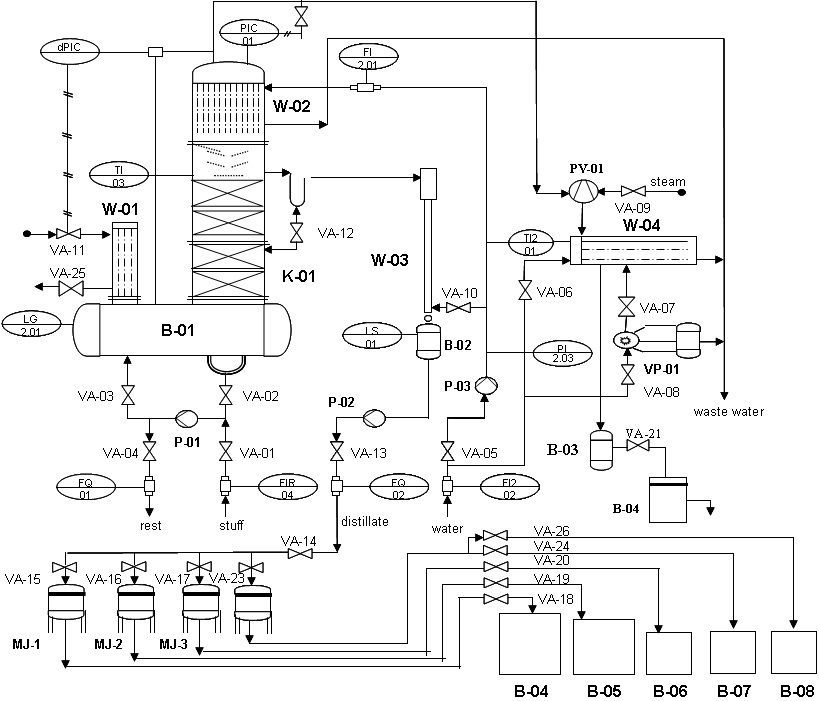 PIC
01
dPIC
FI
2.01
W-02
PV-01
steam
TI
03
VA-09
W-01
W-04
TI2
01
VA-11
VA-12
VA-25
K-01
W-03
VA-10
VA-06
VA-07
LG
2.01
B-01
LS
01
B-02
PI
2.03
VP-01
VA-03
VA-02
P-02
P-03
VA-08
waste water
P-01
VA-04
VA-01
VA-13
VA-05
B-03
VA-21
FQ
01
FIR
04
FQ
02
FI2
02
B-04
rest
stuff
distillate
water
VA-14
VA-26
VA-24
VA-20
VA-15
VA-16
VA-17
VA-23
VA-19
VA-18
MJ-1
MJ-2
MJ-3
B-04
B-05
B-06
B-07
B-08